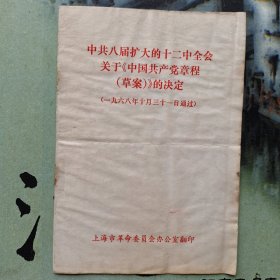 中共八届扩大的十二中全会
关于《中国共产党章程
（草案）》的决定
（一九六八年十月三十一日通过）
上海市革命委员会办公室翻印